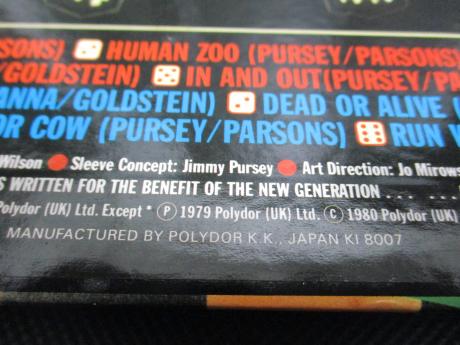 SONS) HUMAN ZOO (PURSEY/PARSONS)
/GOLDSTEIN) IN AND OUT(PURSEY/PA
ANNA/GOLDSTEIN) DEAD OR ALIVE (
OR COW (PURSEY/PARSONS) RUN
Wilson ● Sleeve Concept: Jimmy Pursey ● Art Direction: Jo Mirows
S WRITTEN FOR THE BENEFIT OF THE NEW GENERATION . . . . . . (
Polydor (UK) Ltd. Except * Ⓟ 1979 Polydor (UK) Ltd. Ⓒ 1980 Polydor (UK)
MANUFACTURED BY POLYDOR K.K., JAPAN KI 8007